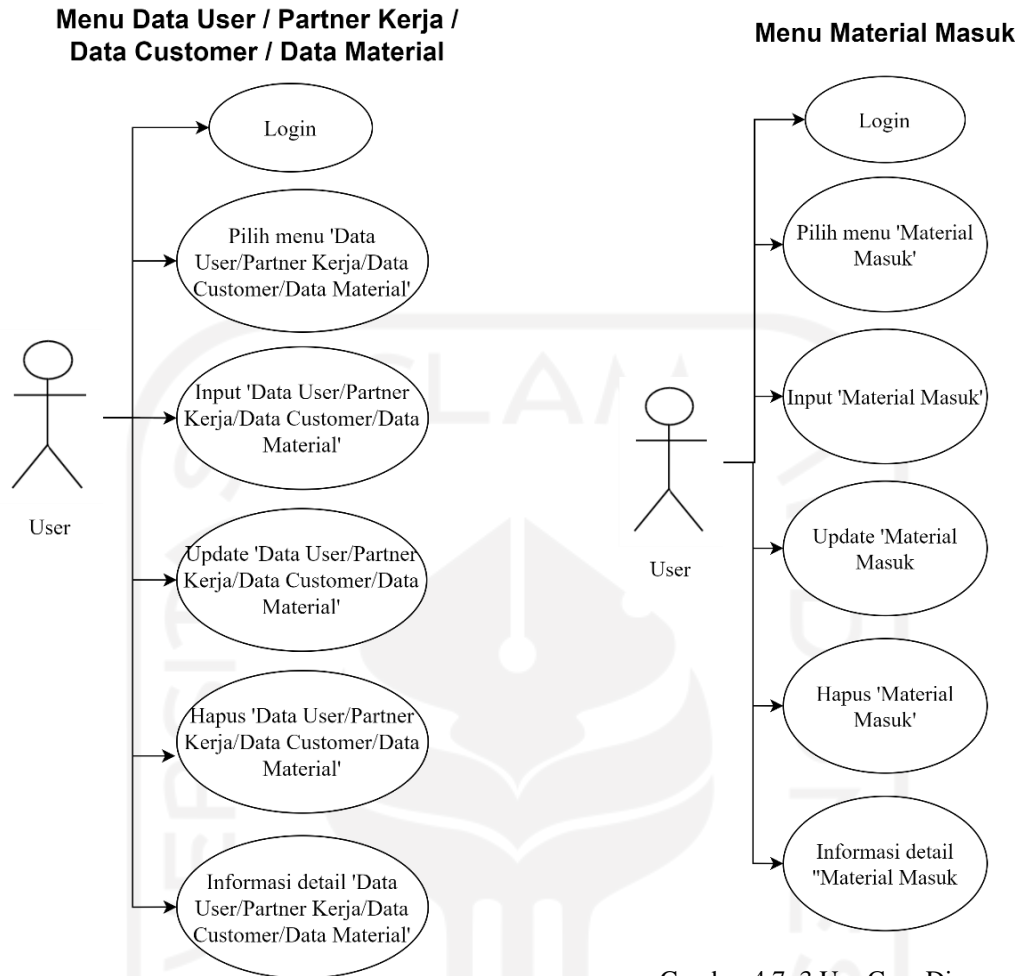 Menu Data User / Partner Kerja /
Data Customer / Data Material
Login
Pilih menu 'Data
User/Partner Kerja/Data
Customer/Data Material'
Input 'Data User/Partner
Kerja/Data Customer/Data
Material'
User
Update 'Data User/Partner
Kerja/Data Customer/Data
Material'
Hapus 'Data User/Partner
Kerja/Data Customer/Data
Material'
Informasi detail 'Data
User/Partner Kerja/Data
Customer/Data Material'
Menu Material Masuk
Login
Pilih menu 'Material
Masuk'
Input 'Material Masuk'
User
Update 'Material
Masuk
Hapus 'Material
Masuk'
Informasi detail
"Material Masuk